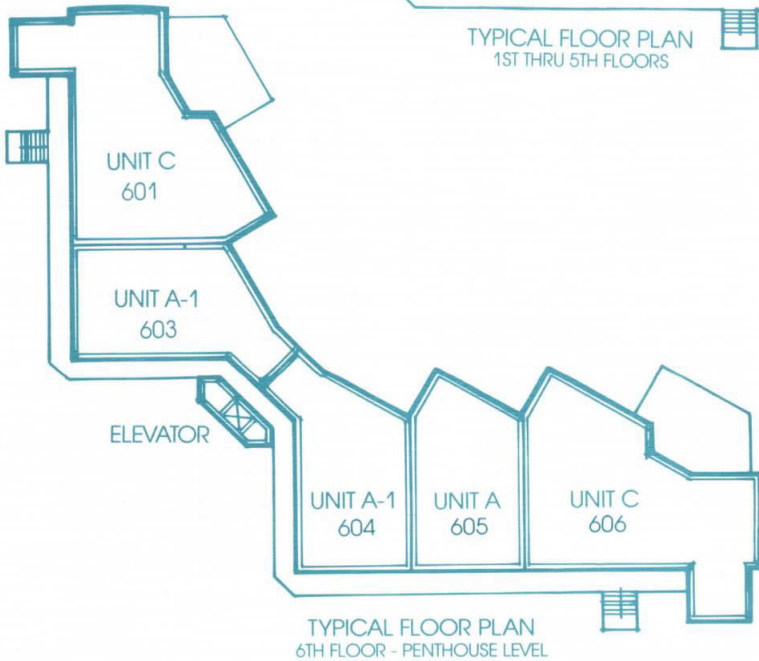 TYPICAL FLOOR PLAN
1ST THRU 5TH FLOORS
UNIT C
601
UNIT A-1
603
ELEVATOR
UNIT A-1
604
UNIT A
605
UNIT C
606
TYPICAL FLOOR PLAN
6TH FLOOR - PENTHOUSE LEVEL